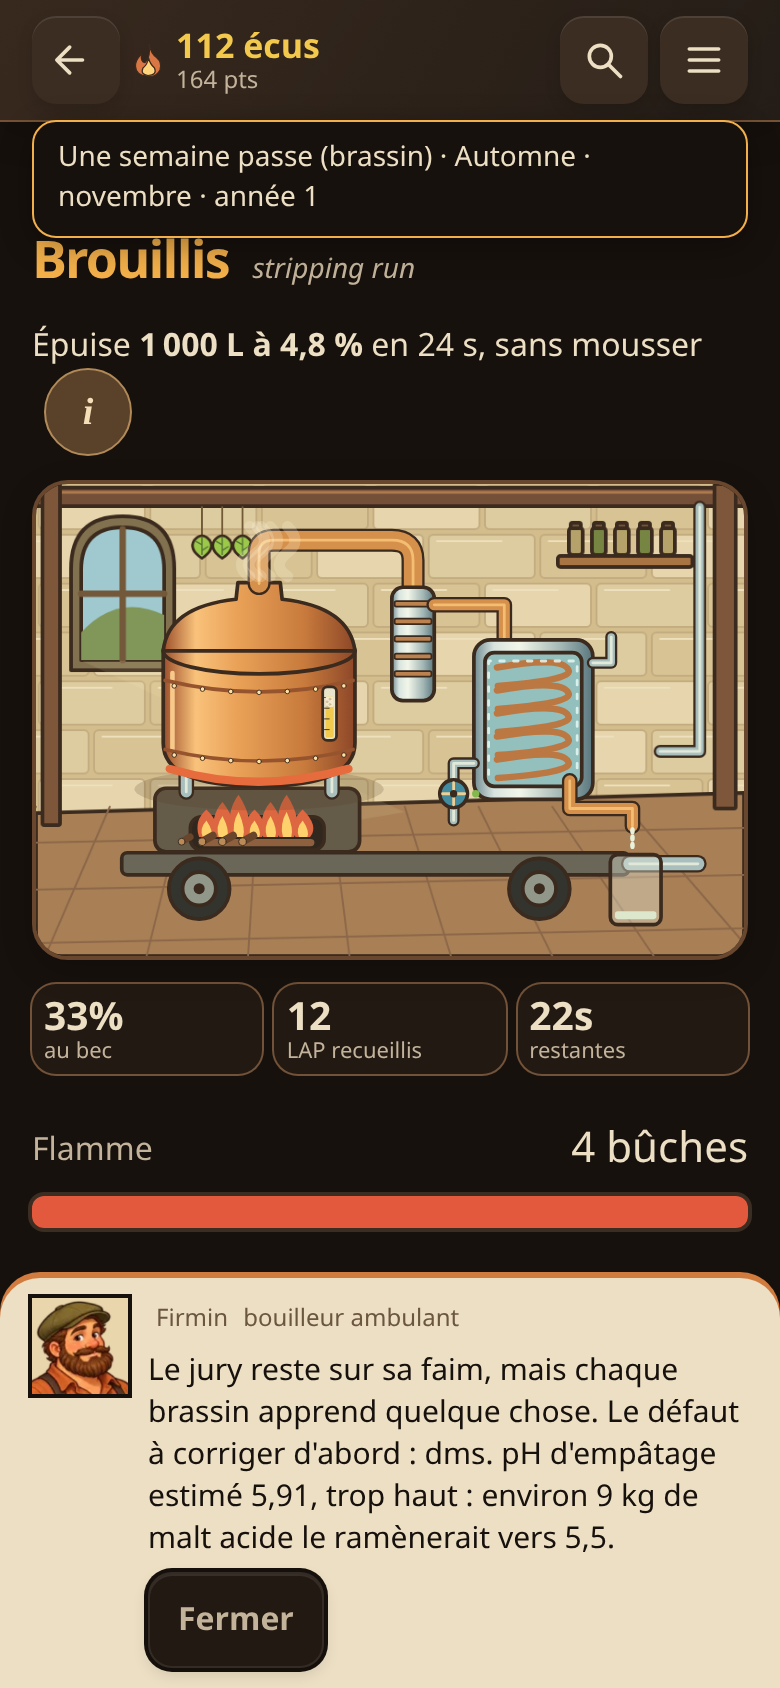 112 écus
164 pts
Une semaine passe (brassin) · Automne ·
novembre · année 1
Brouillis stripping run
Épuise 1 000 L à 4,8 % en 24 s, sans mousser
i
33%
au bec
12
LAP recueillis
22s
restantes
Flamme
4 bûches
Firmin bouilleur ambulant
Le jury reste sur sa faim, mais chaque
brassin apprend quelque chose. Le défaut
à corriger d'abord : dms. pH d'empâtage
estimé 5,91, trop haut : environ 9 kg de
malt acide le ramènerait vers 5,5.
Fermer